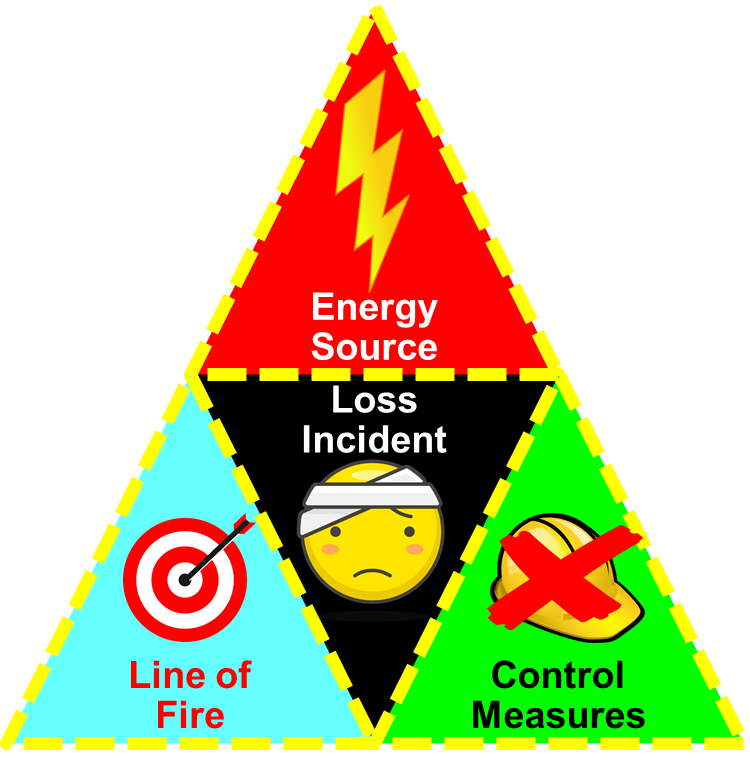 Energy
Source
Loss
Incident
Line of
Fire
Control
Measures